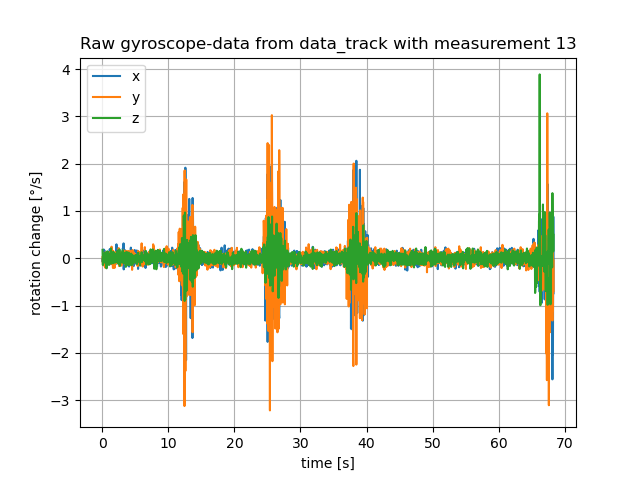 Raw gyroscope-data from data_track with measurement 13
x
y
z
4
3
2
1
0
−1
−2
−3
rotation change [°/s]
0 10 20 30 40 50 60 70
time [s]